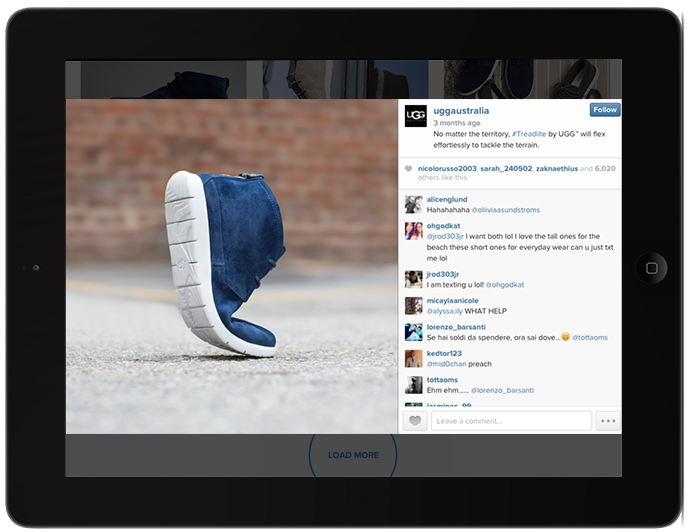 UGG
uggaustralia
Follow
3 months ago
No matter the territory, #Treadlite by UGG™ will flex
effortlessly to tackle the terrain.
nicolorusso2003, sarah_240502, zaknaethius and 6,020
others like this.
alicenglund
Hahahahaha @oliiviaasundstroms
ohgodkat
@jrod303jr I want both lol I love the tall ones for the
beach these short ones for everyday wear can u just txt
me lol
jrod303jr
I am texting u lol! @ohgodkat
micaylaanicole
@alyssa.ily WHAT HELP
lorenzo_barsanti
Se hai soldi da spendere, ora sai dove...😄 @tottaoms
kedtor123
@mid0chan preach
tottaoms
Ehm ehm...... @lorenzo_barsanti
jasmines_99
Leave a comment...
LOAD MORE